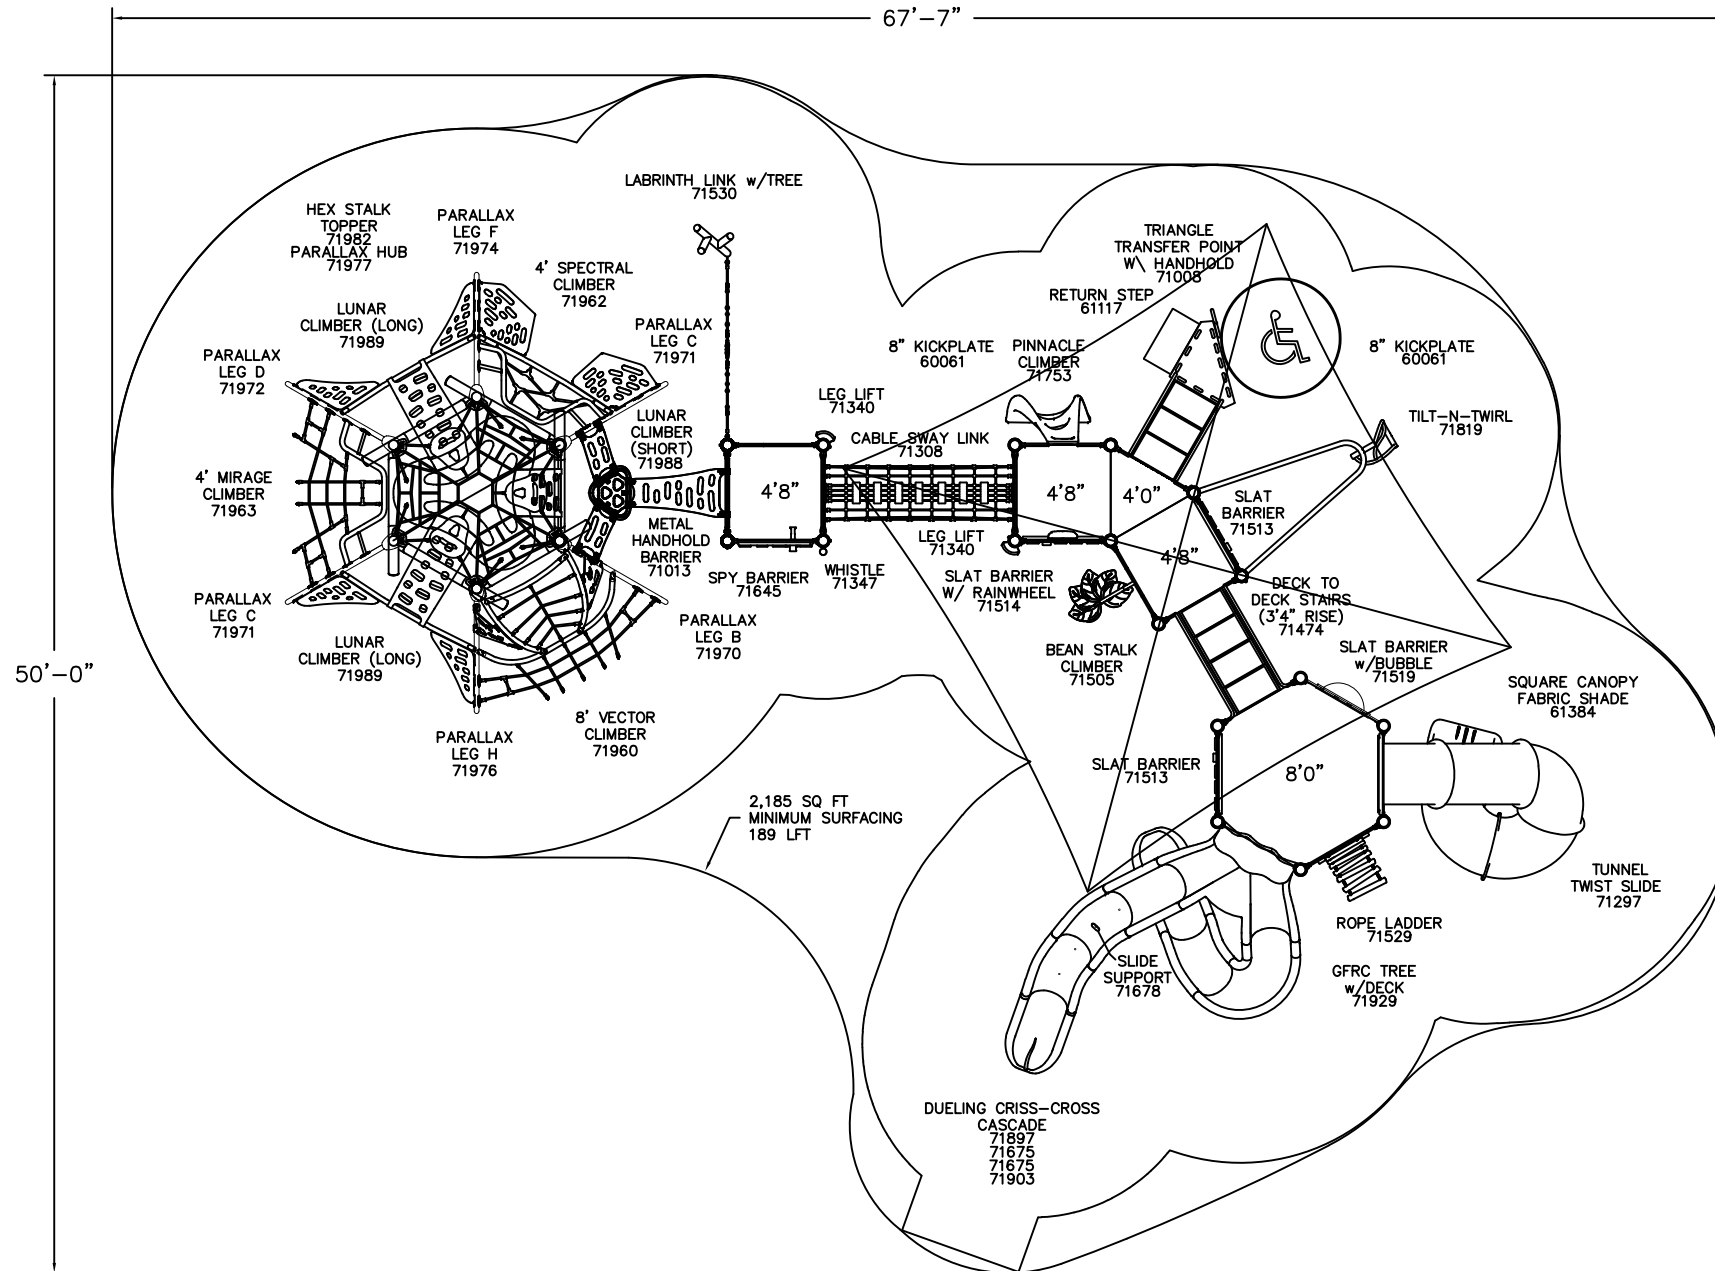 67'-7"
50'-0"
LABRINTH LINK w/TREE
71530
HEX STALK
TOPPER
71982
PARALLAX HUB
71977
PARALLAX
LEG F
71974
4' SPECTRAL
CLIMBER
71962
LUNAR
CLIMBER (LONG)
71989
PARALLAX
LEG C
71971
PARALLAX
LEG D
71972
LUNAR
CLIMBER
(SHORT)
71988
4' MIRAGE
CLIMBER
71963
METAL
HANDHOLD
BARRIER
71013
PARALLAX
LEG C
71971
LUNAR
CLIMBER (LONG)
71989
PARALLAX
LEG B
71970
8' VECTOR
CLIMBER
71960
PARALLAX
LEG H
71976
TRIANGLE
TRANSFER POINT
W\ HANDHOLD
71008
RETURN STEP
61117
8" KICKPLATE
60061
PINNACLE
CLIMBER
71753
8" KICKPLATE
60061
LEG LIFT
71340
CABLE SWAY LINK
71308
TILT-N-TWIRL
71819
4'8"
4'8"
4'0"
4'8"
SLAT
BARRIER
71513
LEG LIFT
71340
SPY BARRIER
71645
WHISTLE
71347
SLAT BARRIER
W/ RAINWHEEL
71514
DECK TO
DECK STAIRS
(3'4" RISE)
71474
BEAN STALK
CLIMBER
71505
SLAT BARRIER
w/BUBBLE
71519
SQUARE CANOPY
FABRIC SHADE
61384
SLAT BARRIER
71513
8'0"
2,185 SQ FT
MINIMUM SURFACING
189 LFT
TUNNEL
TWIST SLIDE
71297
ROPE LADDER
71529
SLIDE
SUPPORT
71678
GFRC TREE
w/DECK
71929
DUELING CRISS-CROSS
CASCADE
71897
71675
71675
71903